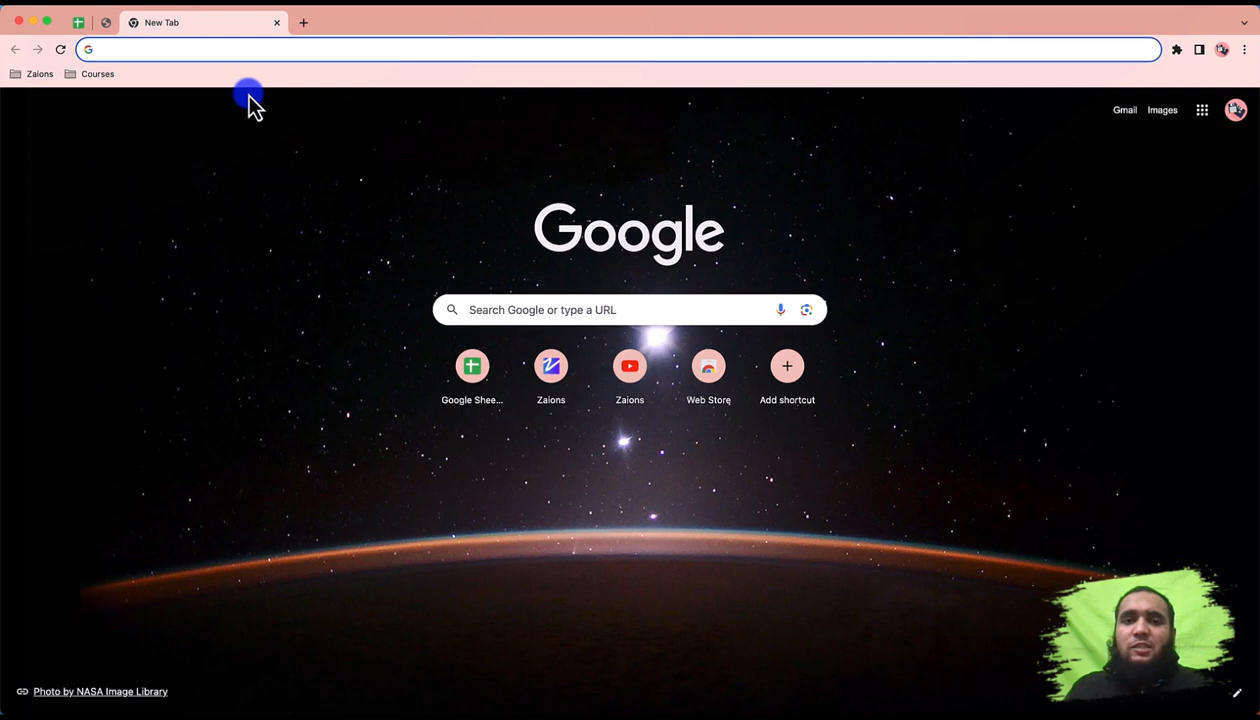 New Tab
Zaions
Courses
Gmail
Images
Google
Search Google or type a URL
Google Shee...
Zaions
Zaions
Web Store
Add shortcut
Photo by NASA Image Library